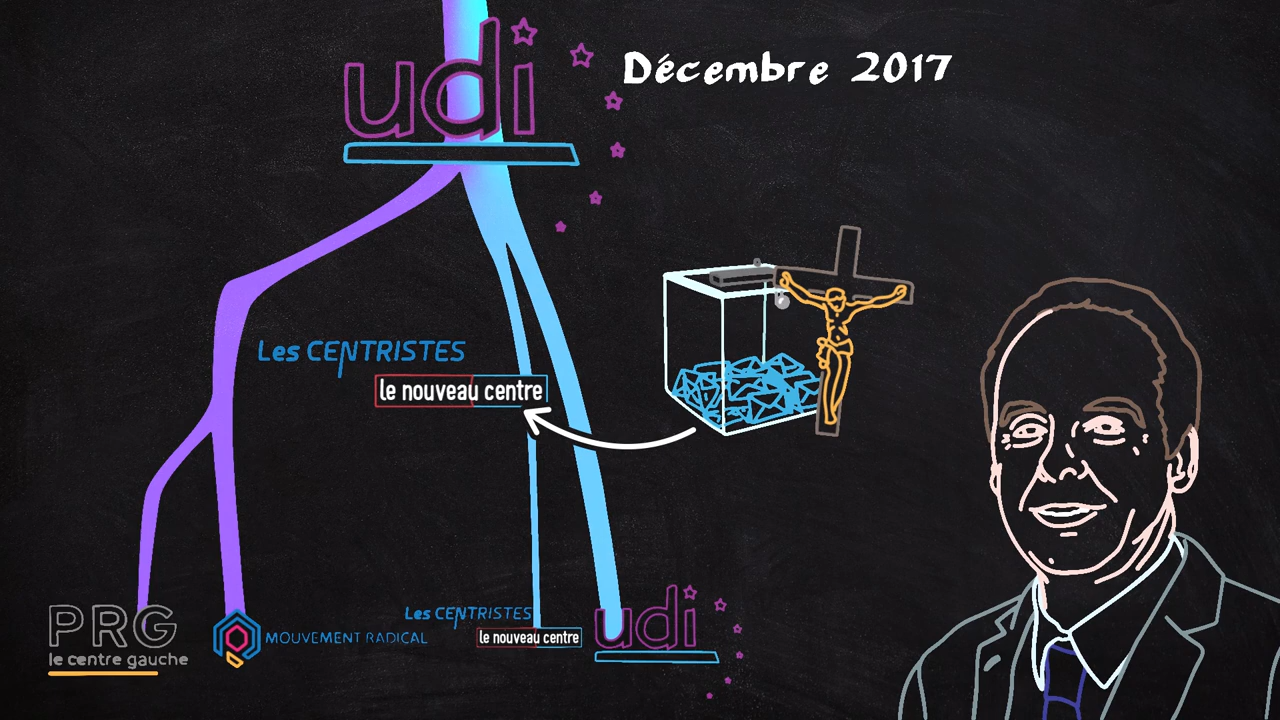 udi
Décembre 2017
Les CENTRISTES
le nouveau centre
PRG
le centre gauche
MOUVEMENT RADICAL
Les CENTRISTES
le nouveau centre
udi